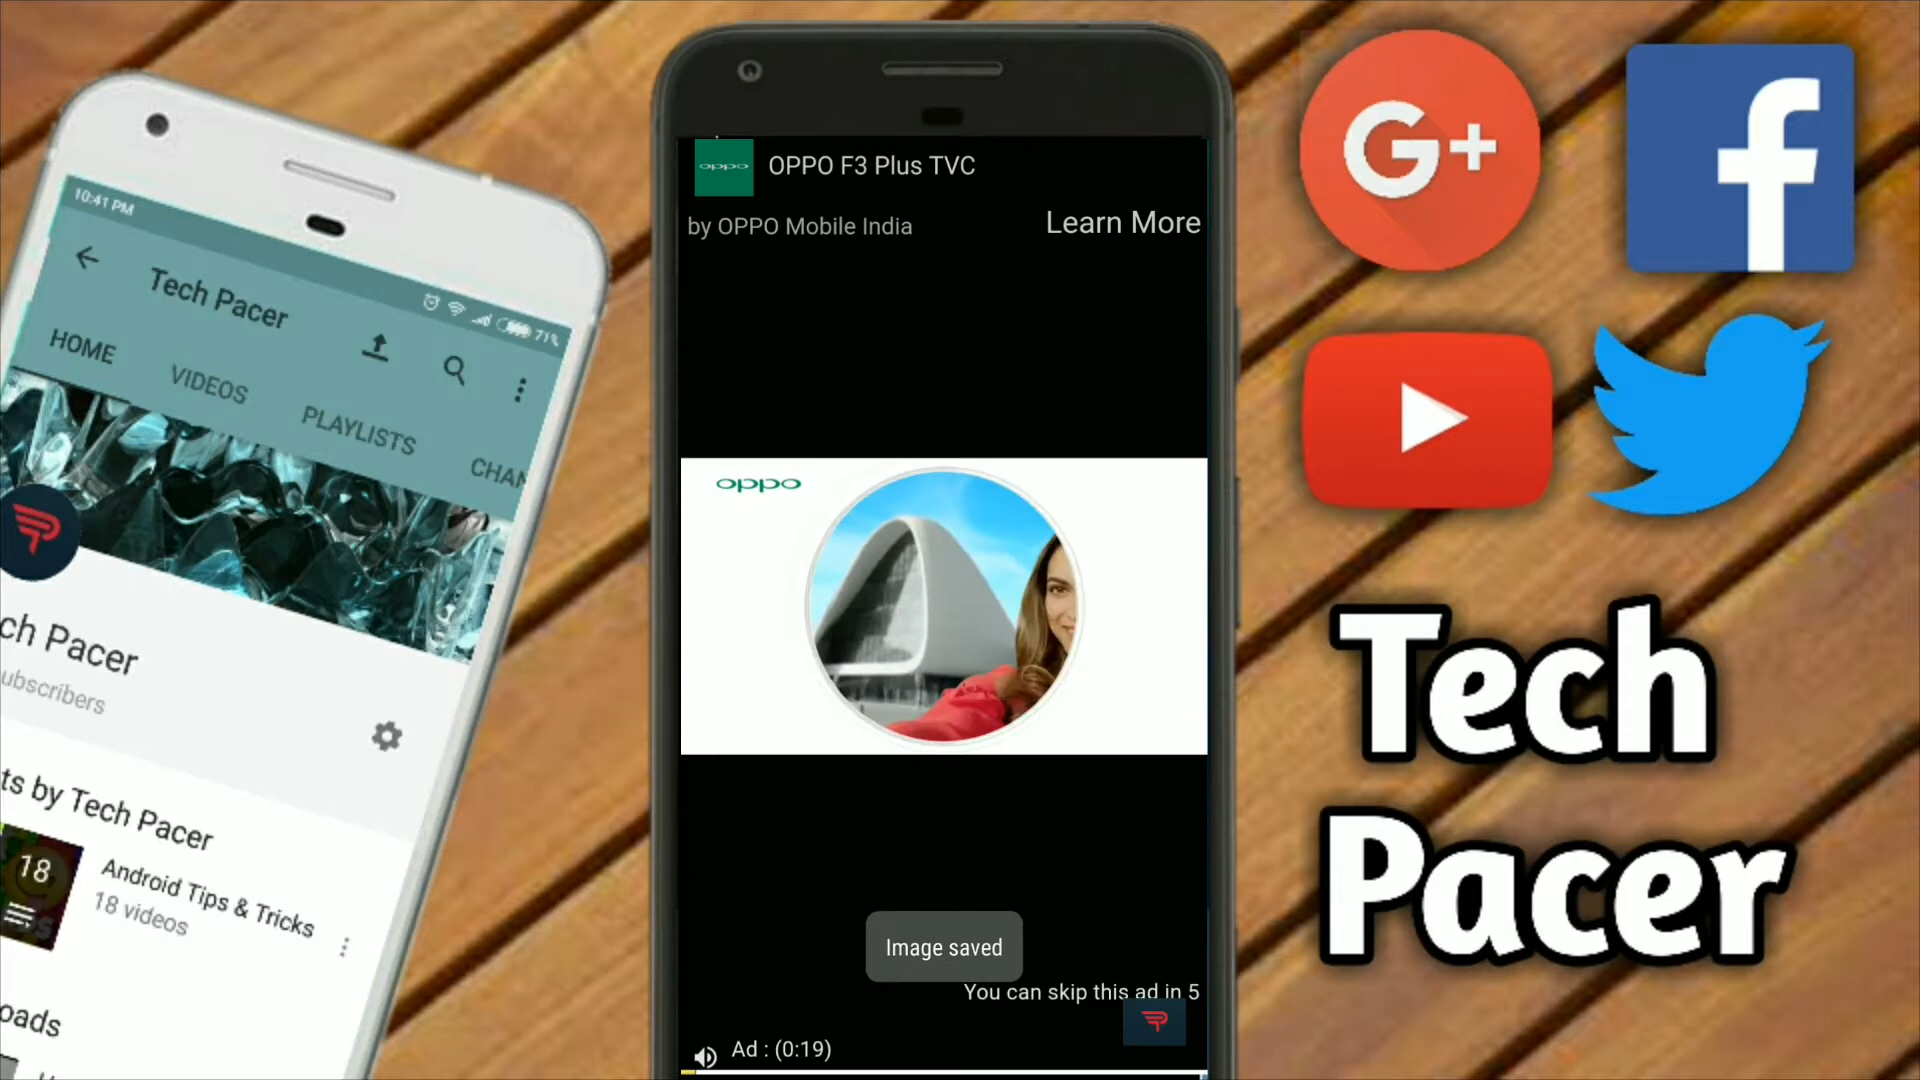 10:41 PM
71%
Tech Pacer
HOME
VIDEOS
PLAYLISTS
CHAN
ch Pacer
ubscribers
ts by Tech Pacer
18
Android Tips & Tricks
18 videos
oads
oppo
OPPO F3 Plus TVC
by OPPO Mobile India
Learn More
oppo
Image saved
You can skip this ad in 5
Ad : (0:19)
G+
f
Tech
Pacer